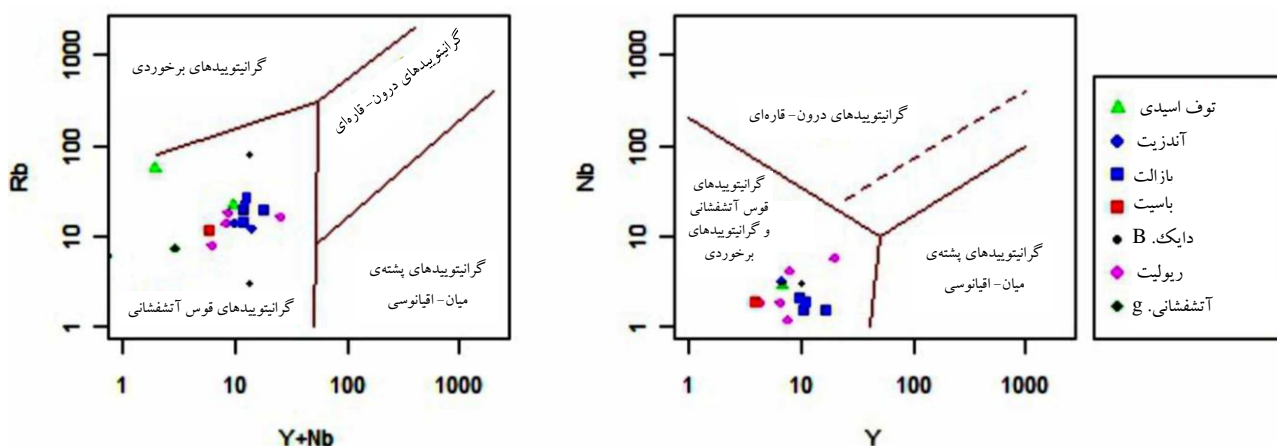 1000
100
10
1
Rb
گرانیتوییدهای برخوردی
گرانیتوییدهای درون- قاره‌ای
گرانیتوییدهای پشته‌ی
میان- اقیانوسی
گرانیتوییدهای قوس آتشفشانی
1 10 100 1000
Y+Nb
1000
100
10
1
Nb
گرانیتوییدهای درون- قاره‌ای
گرانیتوییدهای
قوس آتشفشانی
و گرانیتوییدهای
برخوردی
گرانیتوییدهای پشته‌ی
میان- اقیانوسی
1 10 100 1000
Y
توف اسیدی
آندزیت
بازالت
باسیت
دایک. B
ریولیت
آتشفشانی. g